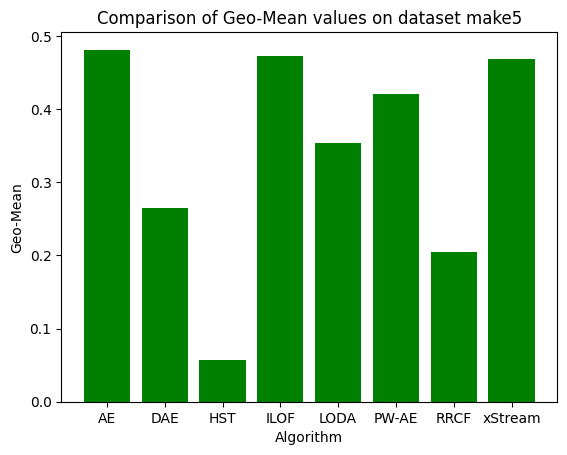 Comparison of Geo-Mean values on dataset make5
0.5
0.4
0.3
0.2
0.1
0.0
Geo-Mean
AE DAE HST ILOF LODA PW-AE RRCF xStream
Algorithm